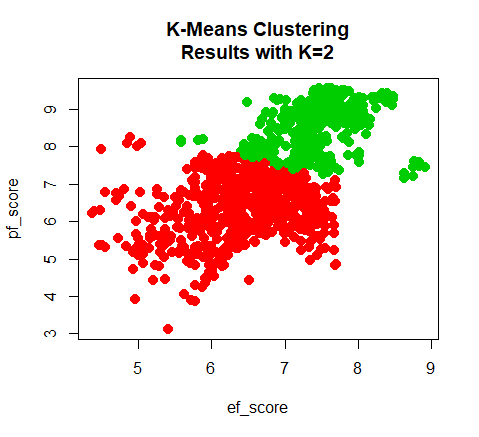 K-Means Clustering
Results with K=2
pf_score
9
8
7
6
5
4
3
5 6 7 8 9
ef_score